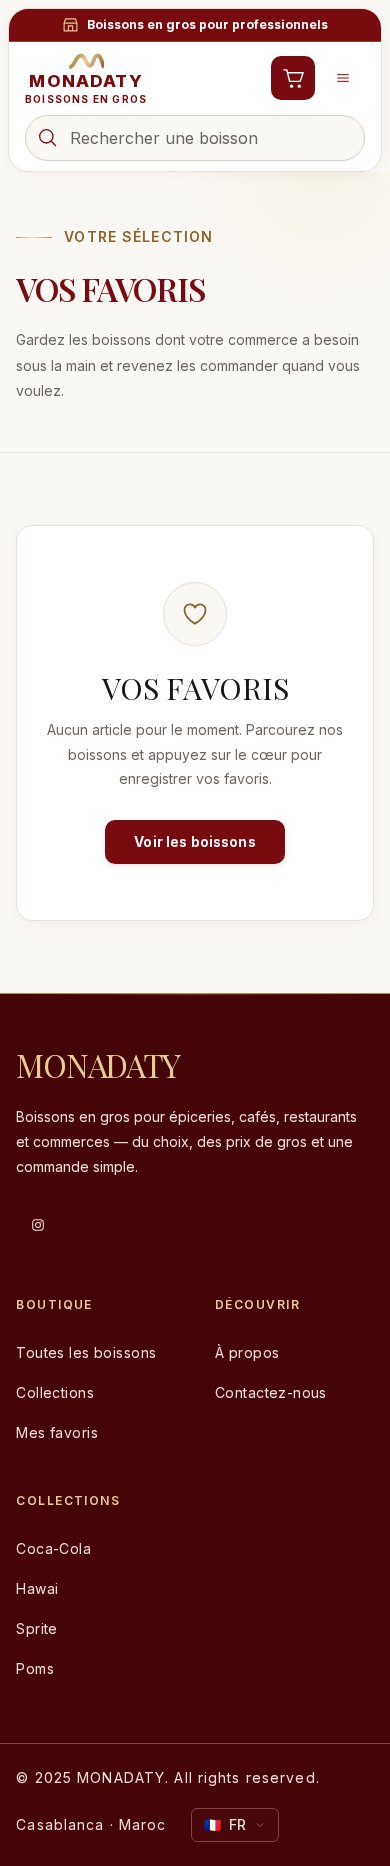 Boissons en gros pour professionnels
MONADATY
BOISSONS EN GROS
Rechercher une boisson
VOTRE SÉLECTION
VOS FAVORIS
Gardez les boissons dont votre commerce a besoin
sous la main et revenez les commander quand vous
voulez.
VOS FAVORIS
Aucun article pour le moment. Parcourez nos
boissons et appuyez sur le cœur pour
enregistrer vos favoris.
Voir les boissons
MONADATY
Boissons en gros pour épiceries, cafés, restaurants
et commerces — du choix, des prix de gros et une
commande simple.
BOUTIQUE
Toutes les boissons
Collections
Mes favoris
DÉCOUVRIR
À propos
Contactez-nous
COLLECTIONS
Coca-Cola
Hawai
Sprite
Poms
© 2025 MONADATY. All rights reserved.
Casablanca · Maroc
FR